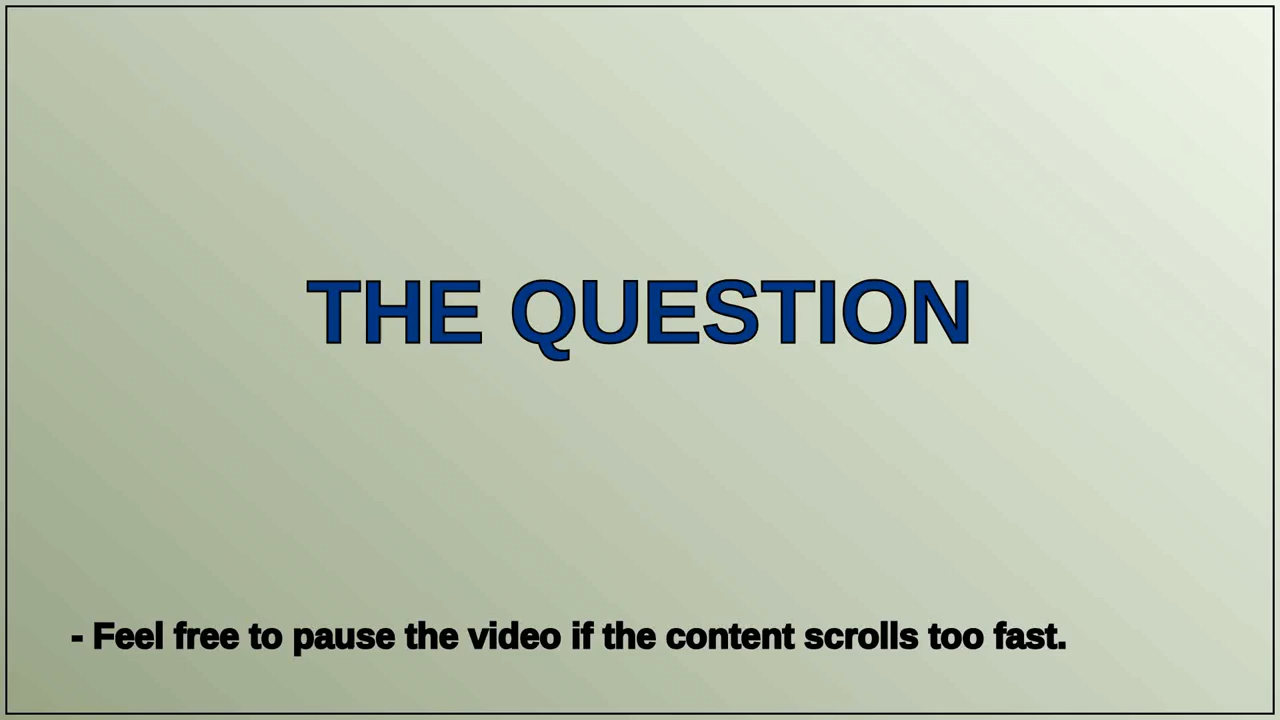 THE QUESTION
- Feel free to pause the video if the content scrolls too fast.